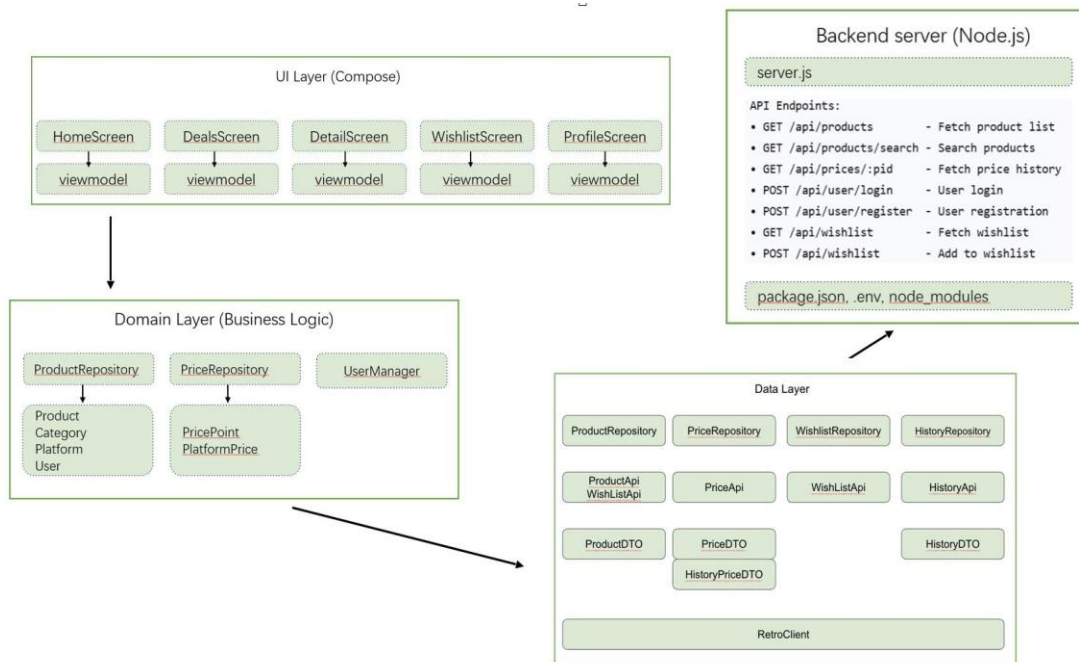 UI Layer (Compose)
HomeScreen
DealsScreen
DetailScreen
WishlistScreen
ProfileScreen
viewmodel
viewmodel
viewmodel
viewmodel
viewmodel
Domain Layer (Business Logic)
ProductRepository
PriceRepository
UserManager
Product
Category
Platform
User
PricePoint
PlatformPrice
Data Layer
ProductRepository
PriceRepository
WishlistRepository
HistoryRepository
ProductApi
WishListApi
PriceApi
WishListApi
HistoryApi
ProductDTO
PriceDTO
HistoryDTO
HistoryPriceDTO
RetroClient
Backend server (Node.js)
server.js
API Endpoints:
• GET /api/products - Fetch product list
• GET /api/products/search - Search products
• GET /api/prices/:pid - Fetch price history
• POST /api/user/login - User login
• POST /api/user/register - User registration
• GET /api/wishlist - Fetch wishlist
• POST /api/wishlist - Add to wishlist
package.json, .env, node_modules